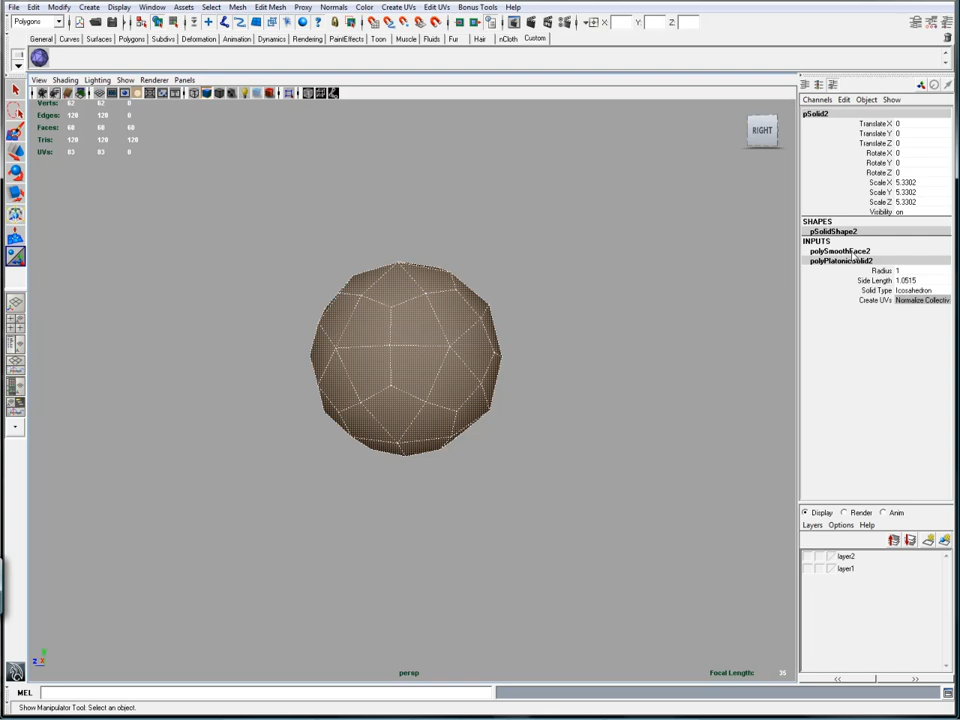 File Edit Modify Create Display Window Assets Select Mesh Edit Mesh Proxy Normals Color Create UVs Edit UVs Bonus Tools Help
Polygons X: Y: Z:
General Curves Surfaces Polygons Subdivs Deformation Animation Dynamics Rendering PaintEffects Toon Muscle Fluids Fur Hair nCloth Custom
View Shading Lighting Show Renderer Panels
Channels Edit Object Show
Verts: 62 62 0
Edges: 120 120 0
Faces: 60 60 60
Tris: 120 120 120
UVs: 83 83 0
RIGHT
pSolid2
Translate X 0
Translate Y 0
Translate Z 0
Rotate X 0
Rotate Y 0
Rotate Z 0
Scale X 5.3302
Scale Y 5.3302
Scale Z 5.3302
Visibility on
SHAPES
pSolidShape2
INPUTS
polySmoothFace2
polyPlatonicSolid2
Radius 1
Side Length 1.0515
Solid Type Icosahedron
Create UVs Normalize Collectiv
Display Render Anim
Layers Options Help
layer2
layer1
persp
Focal Length: 35
<< >>
MEL
Show Manipulator Tool: Select an object.